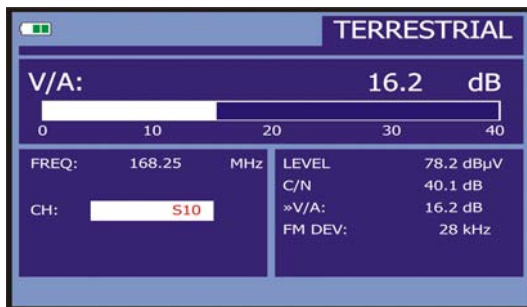 TERRESTRIAL
V/A: 16.2 dB
0 10 20 30 40
FREQ: 168.25 MHz
CH: S10
LEVEL 78.2 dBµV
C/N 40.1 dB
»V/A: 16.2 dB
FM DEV: 28 kHz